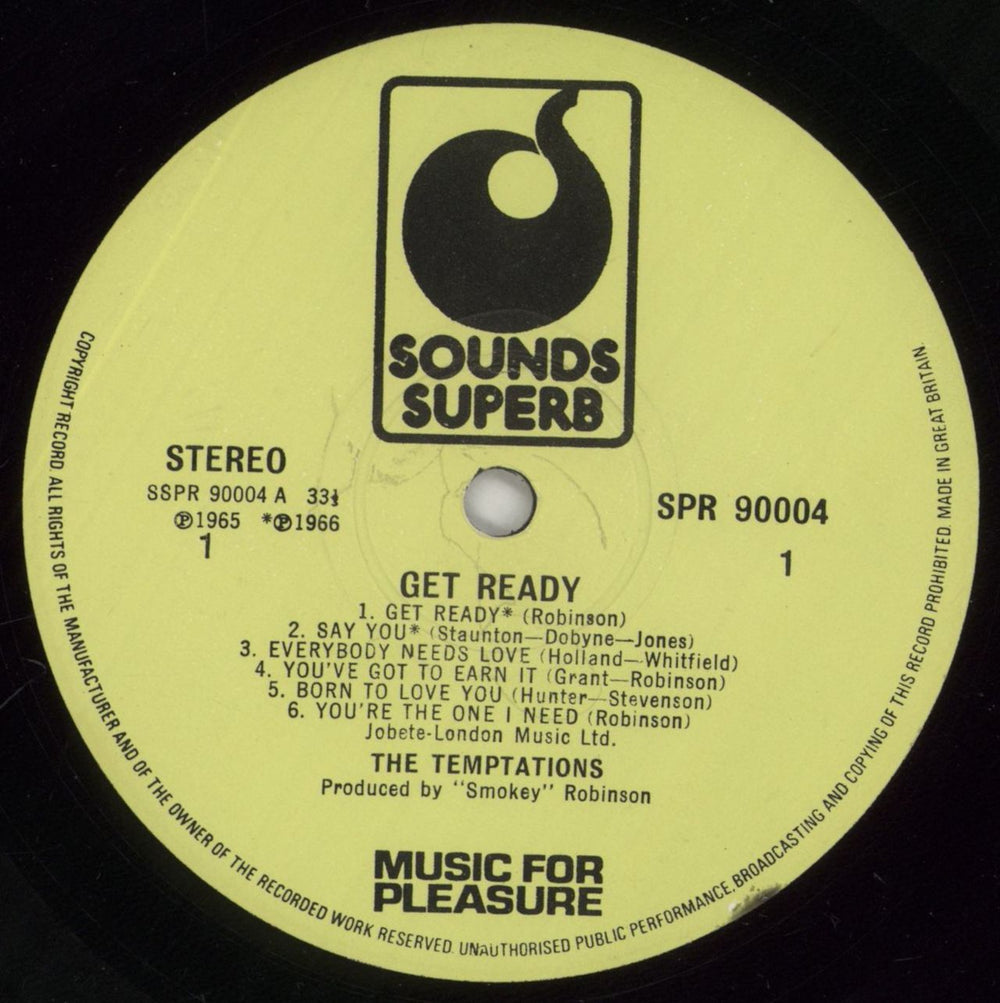 SOUNDS
SUPERB
STEREO
SSPR 90004 A 33⅓
℗1965 *℗1966
1
SPR 90004
1
GET READY
1. GET READY* (Robinson)
2. SAY YOU* (Staunton—Dobyne—Jones)
3. EVERYBODY NEEDS LOVE (Holland—Whitfield)
4. YOU'VE GOT TO EARN IT (Grant—Robinson)
5. BORN TO LOVE YOU (Hunter—Stevenson)
6. YOU'RE THE ONE I NEED (Robinson)
Jobete-London Music Ltd.
THE TEMPTATIONS
Produced by "Smokey" Robinson
MUSIC FOR
PLEASURE
COPYRIGHT RECORD. ALL RIGHTS OF THE MANUFACTURER AND OF THE OWNER OF THE RECORDED WORK RESERVED. UNAUTHORISED PUBLIC PERFORMANCE, BROADCASTING AND COPYING OF THIS RECORD PROHIBITED. MADE IN GREAT BRITAIN.